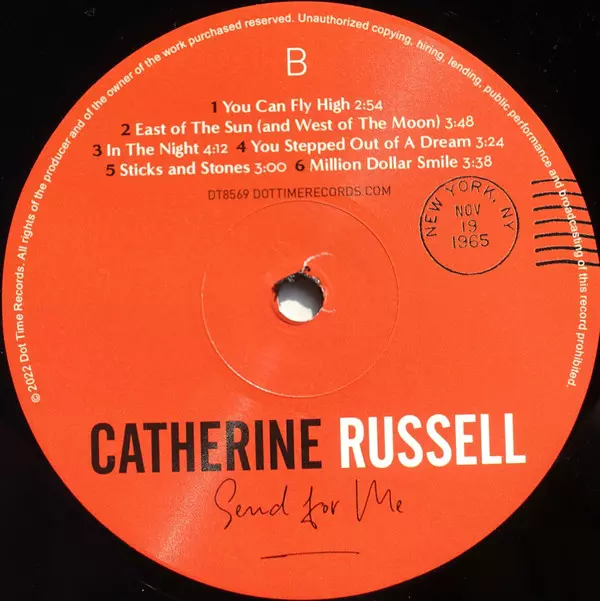 © 2022 Dot Time Records. All rights of the producer and of the owner of the work purchased reserved. Unauthorized copying, hiring, lending, public performance and broadcasting of this record prohibited.
B
1 You Can Fly High 2:54
2 East of The Sun (and West of The Moon) 3:48
3 In The Night 4:12 4 You Stepped Out of A Dream 3:24
5 Sticks and Stones 3:00 6 Million Dollar Smile 3:38
DT8569 DOTTIMERECORDS.COM
NEW YORK, NY
NOV
19
1965
CATHERINE RUSSELL
Send for Me